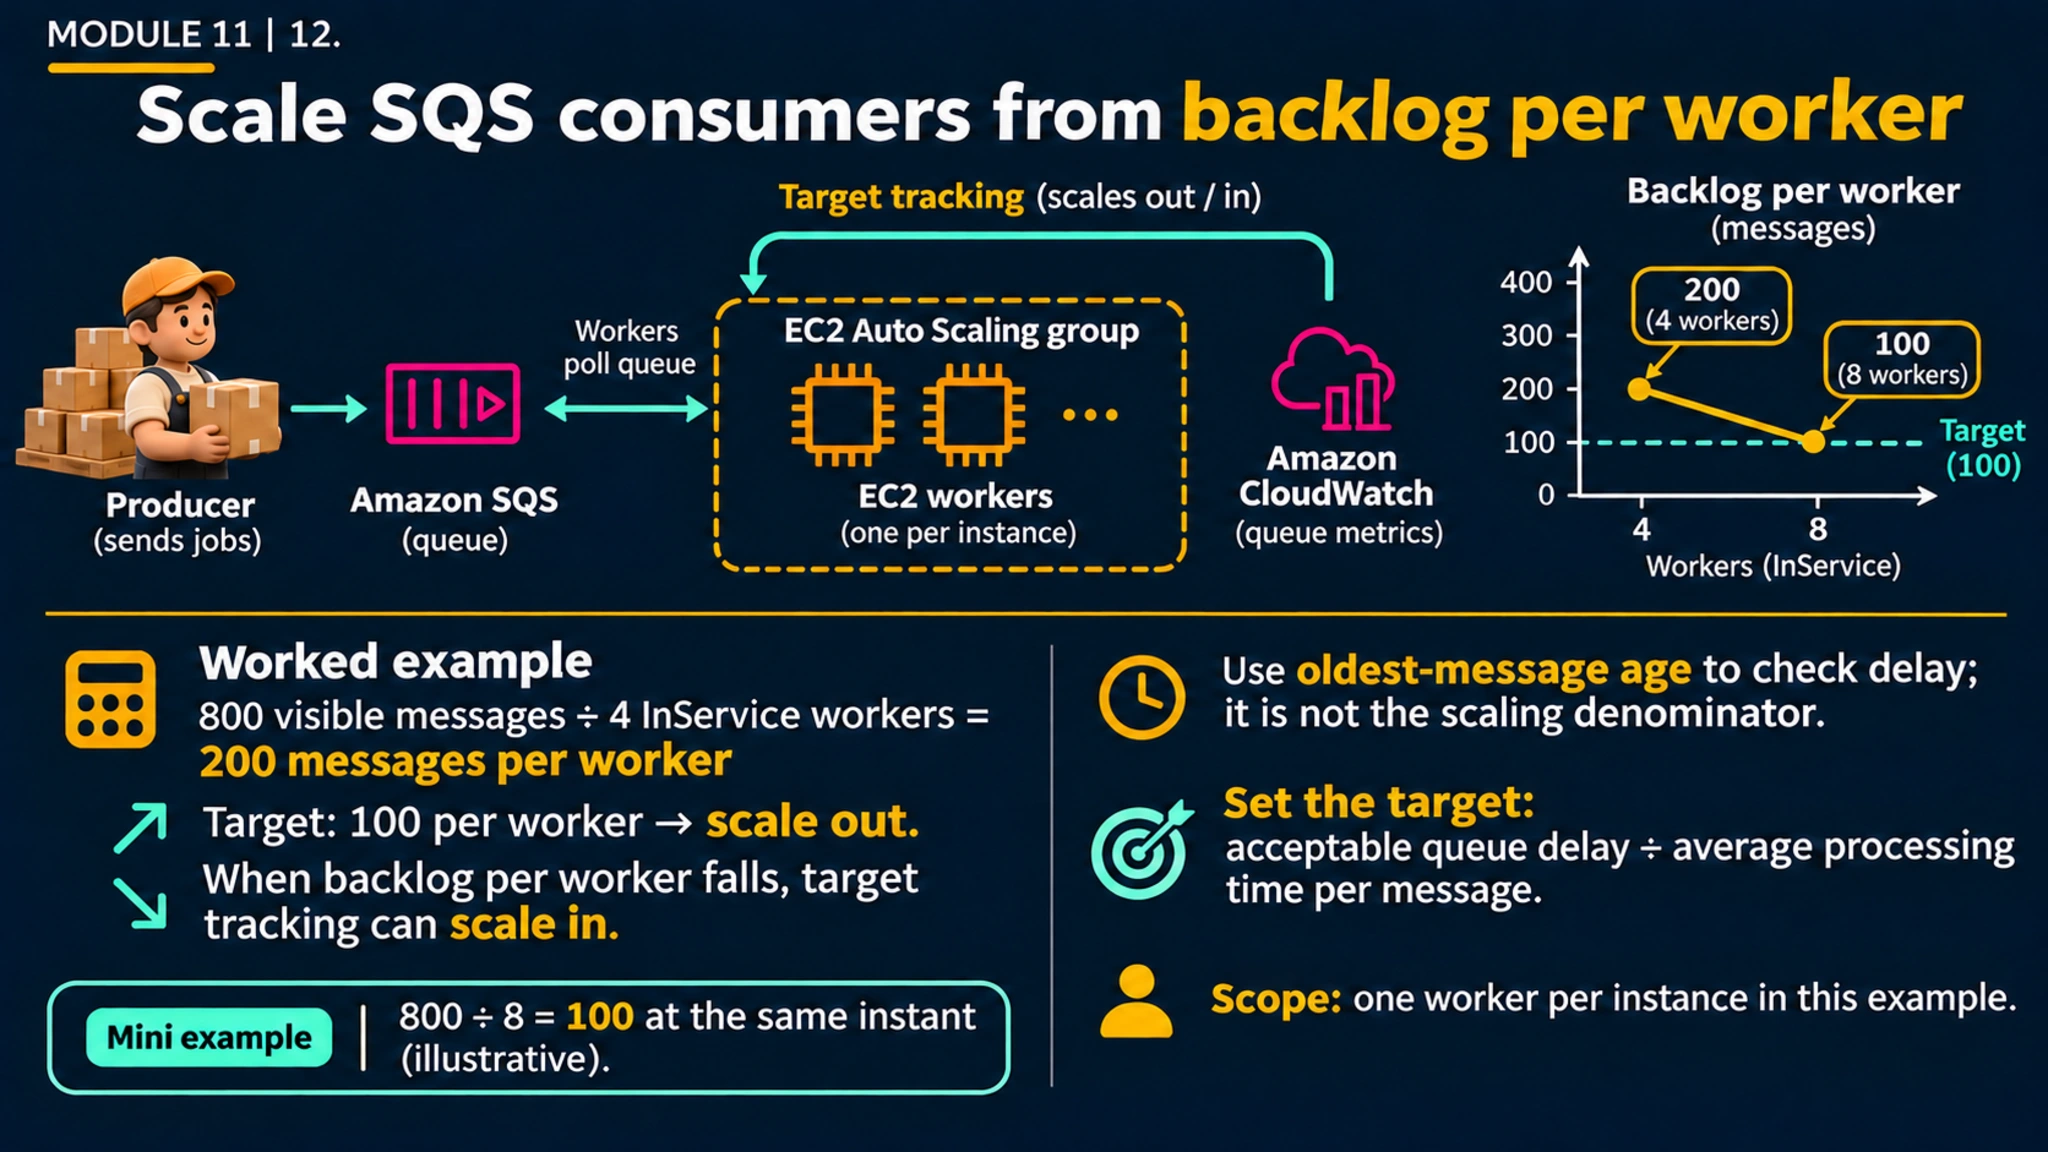 MODULE 11 | 12.
Scale SQS consumers from backlog per worker
Target tracking (scales out / in)
Producer
(sends jobs)
Amazon SQS
(queue)
Workers
poll queue
EC2 Auto Scaling group
EC2 workers
(one per instance)
Amazon
CloudWatch
(queue metrics)
Backlog per worker
(messages)
400
300
200
100
0
200
(4 workers)
100
(8 workers)
Target
(100)
4
8
Workers (InService)
Worked example
800 visible messages ÷ 4 InService workers =
200 messages per worker
Target: 100 per worker → scale out.
When backlog per worker falls, target
tracking can scale in.
Mini example
800 ÷ 8 = 100 at the same instant
(illustrative).
Use oldest-message age to check delay;
it is not the scaling denominator.
Set the target:
acceptable queue delay ÷ average processing
time per message.
Scope: one worker per instance in this example.